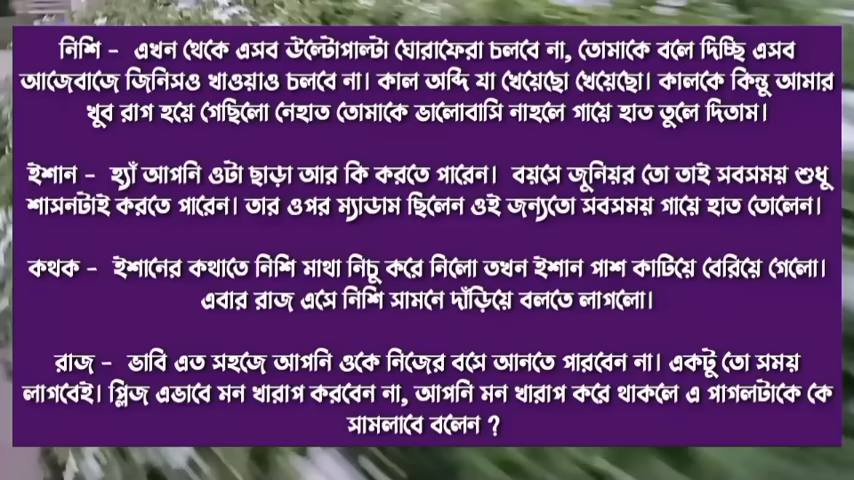 নিশি – এখন থেকে এসব উল্টোপাল্টা ঘোরাফেরা চলবে না, তোমাকে বলে দিচ্ছি এসব
আজেবাজে জিনিসও খাওয়াও চলবে না। কাল অব্দি যা খেয়েছো খেয়েছো। কালকে কিন্তু আমার
খুব রাগ হয়ে গেছিলো নেহাত তোমাকে ভালোবাসি নাহলে গায়ে হাত তুলে দিতাম।
ইশান – হ্যাঁ আপনি ওটা ছাড়া আর কি করতে পারেন। বয়সে জুনিয়র তো তাই সবসময় শুধু
শাসনটাই করতে পারেন। তার ওপর ম্যাডাম ছিলেন ওই জন্যতো সবসময় গায়ে হাত তোলেন।
কথক – ইশানের কথাতে নিশি মাথা নিচু করে নিলো তখন ইশান পাশ কাটিয়ে বেরিয়ে গেলো।
এবার রাজ এসে নিশি সামনে দাঁড়িয়ে বলতে লাগলো।
রাজ – ভাবি এত সহজে আপনি ওকে নিজের বসে আনতে পারবেন না। একটু তো সময়
লাগবেই। প্লিজ এভাবে মন খারাপ করবেন না, আপনি মন খারাপ করে থাকলে এ পাগলটাকে কে
সামলাবে বলেন ?